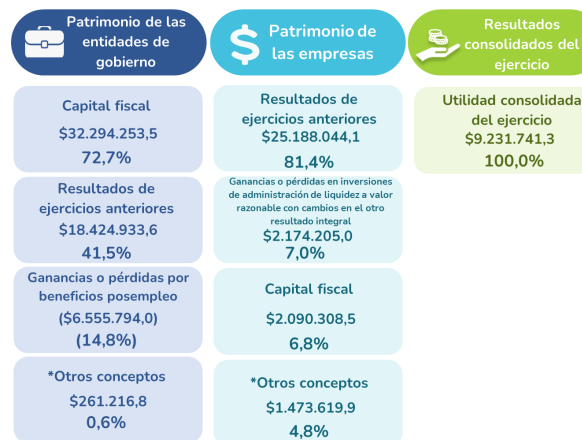 Patrimonio de las
entidades de
gobierno
Capital fiscal
$32.294.253,5
72,7%
Resultados de
ejercicios anteriores
$18.424.933,6
41,5%
Ganancias o pérdidas por
beneficios posempleo
($6.555.794,0)
(14,8%)
*Otros conceptos
$261.216,8
0,6%
Patrimonio de
las empresas
Resultados de
ejercicios anteriores
$25.188.044,1
81,4%
Ganancias o pérdidas en inversiones
de administración de liquidez a valor
razonable con cambios en el otro
resultado integral
$2.174.205,0
7,0%
Capital fiscal
$2.090.308,5
6,8%
*Otros conceptos
$1.473.619,9
4,8%
Resultados
consolidados del
ejercicio
Utilidad consolidada
del ejercicio
$9.231.741,3
100,0%